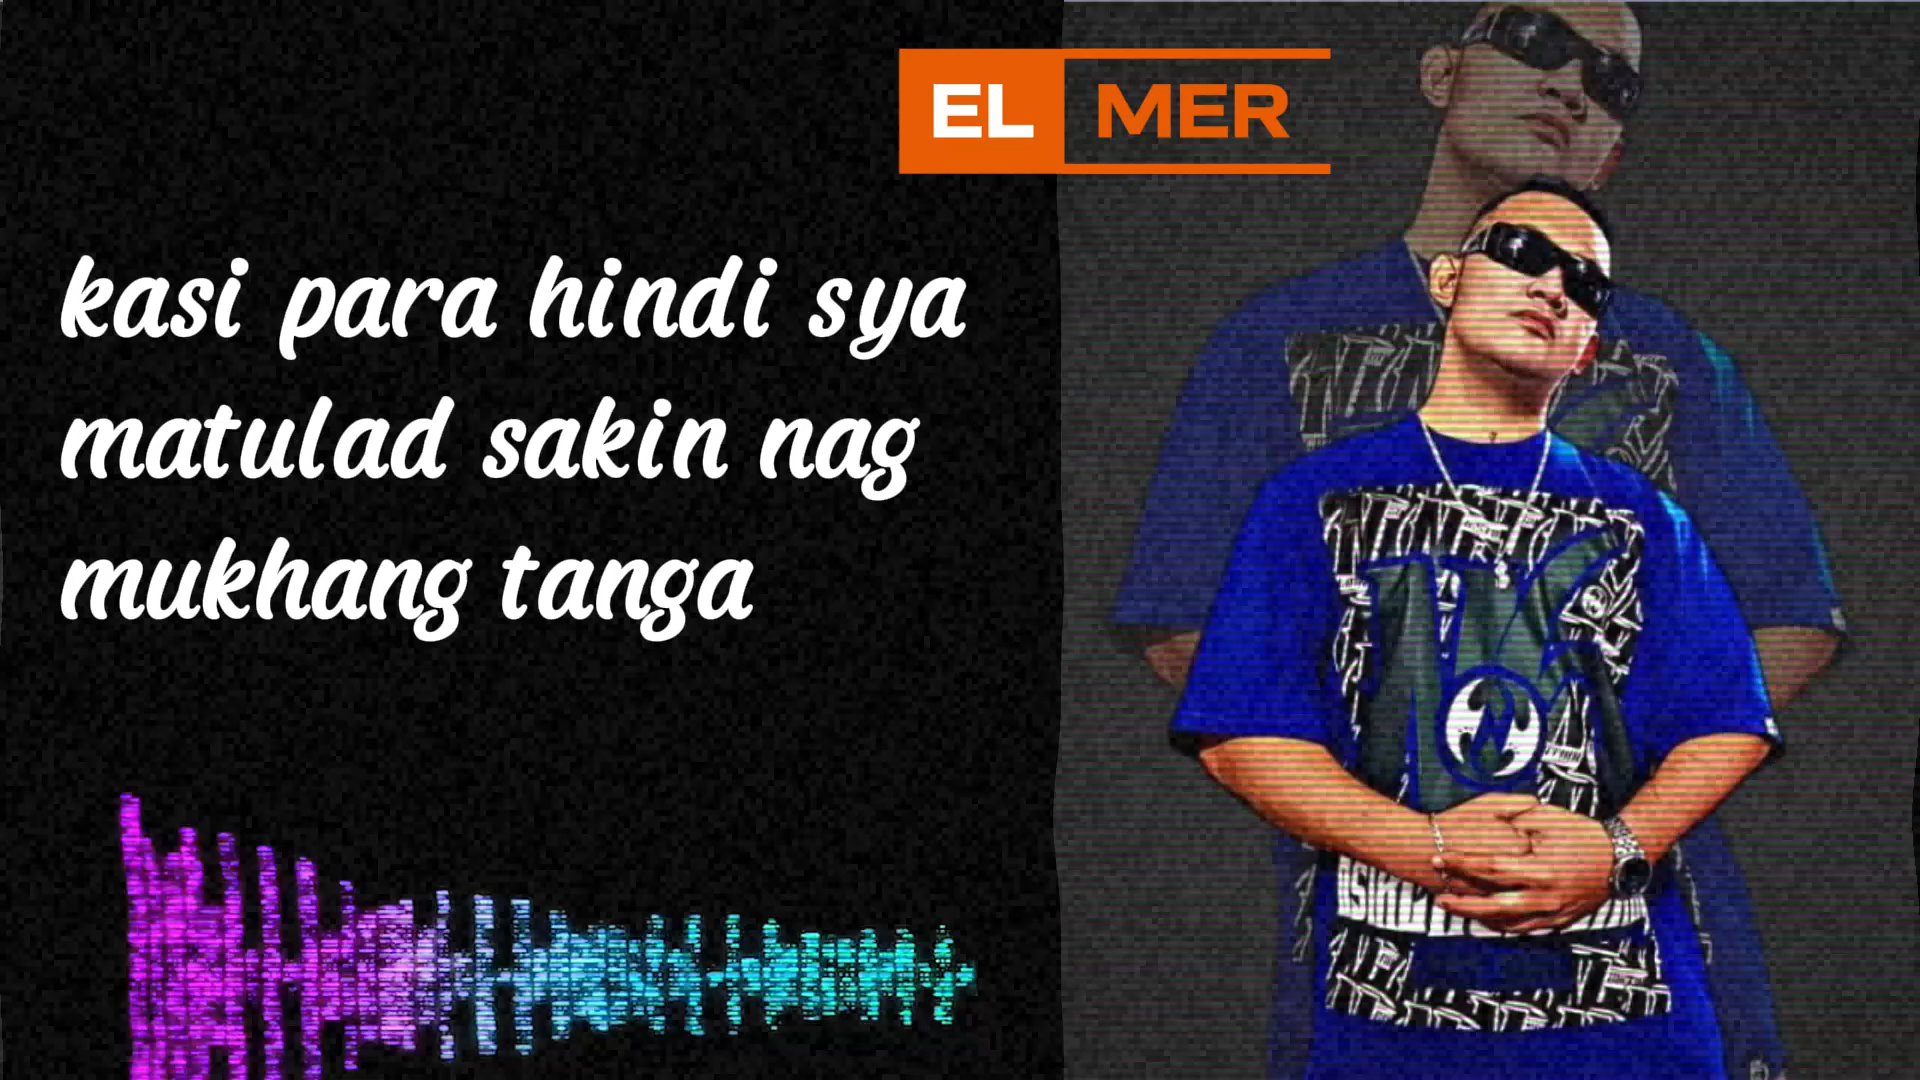 EL MER
kasi para hindi sya
matulad sakin nag
mukhang tanga